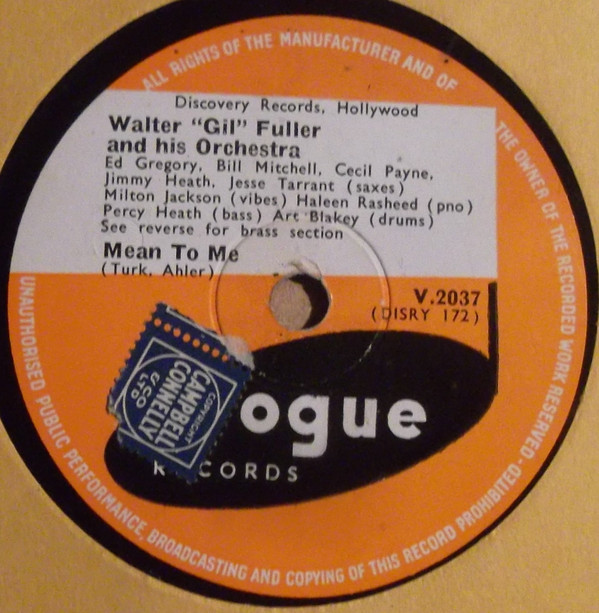 ALL RIGHTS OF THE MANUFACTURER AND OF
THE OWNER OF THE RECORDED WORK RESERVED -
UNAUTHORISED PUBLIC PERFORMANCE, BROADCASTING AND COPYING OF THIS RECORD PROHIBITED -
Discovery Records, Hollywood
Walter "Gil" Fuller
and his Orchestra
Ed Gregory, Bill Mitchell, Cecil Payne,
Jimmy Heath, Jesse Tarrant (saxes)
Milton Jackson (vibes) Haleen Rasheed (pno)
Percy Heath (bass) Art Blakey (drums)
See reverse for brass section
Mean To Me
(Turk, Ahler)
V.2037
(DISRY 172)
COPYRIGHT
CAMPBELL
CONNELLY
& CO
LTD
ogue
R CORDS